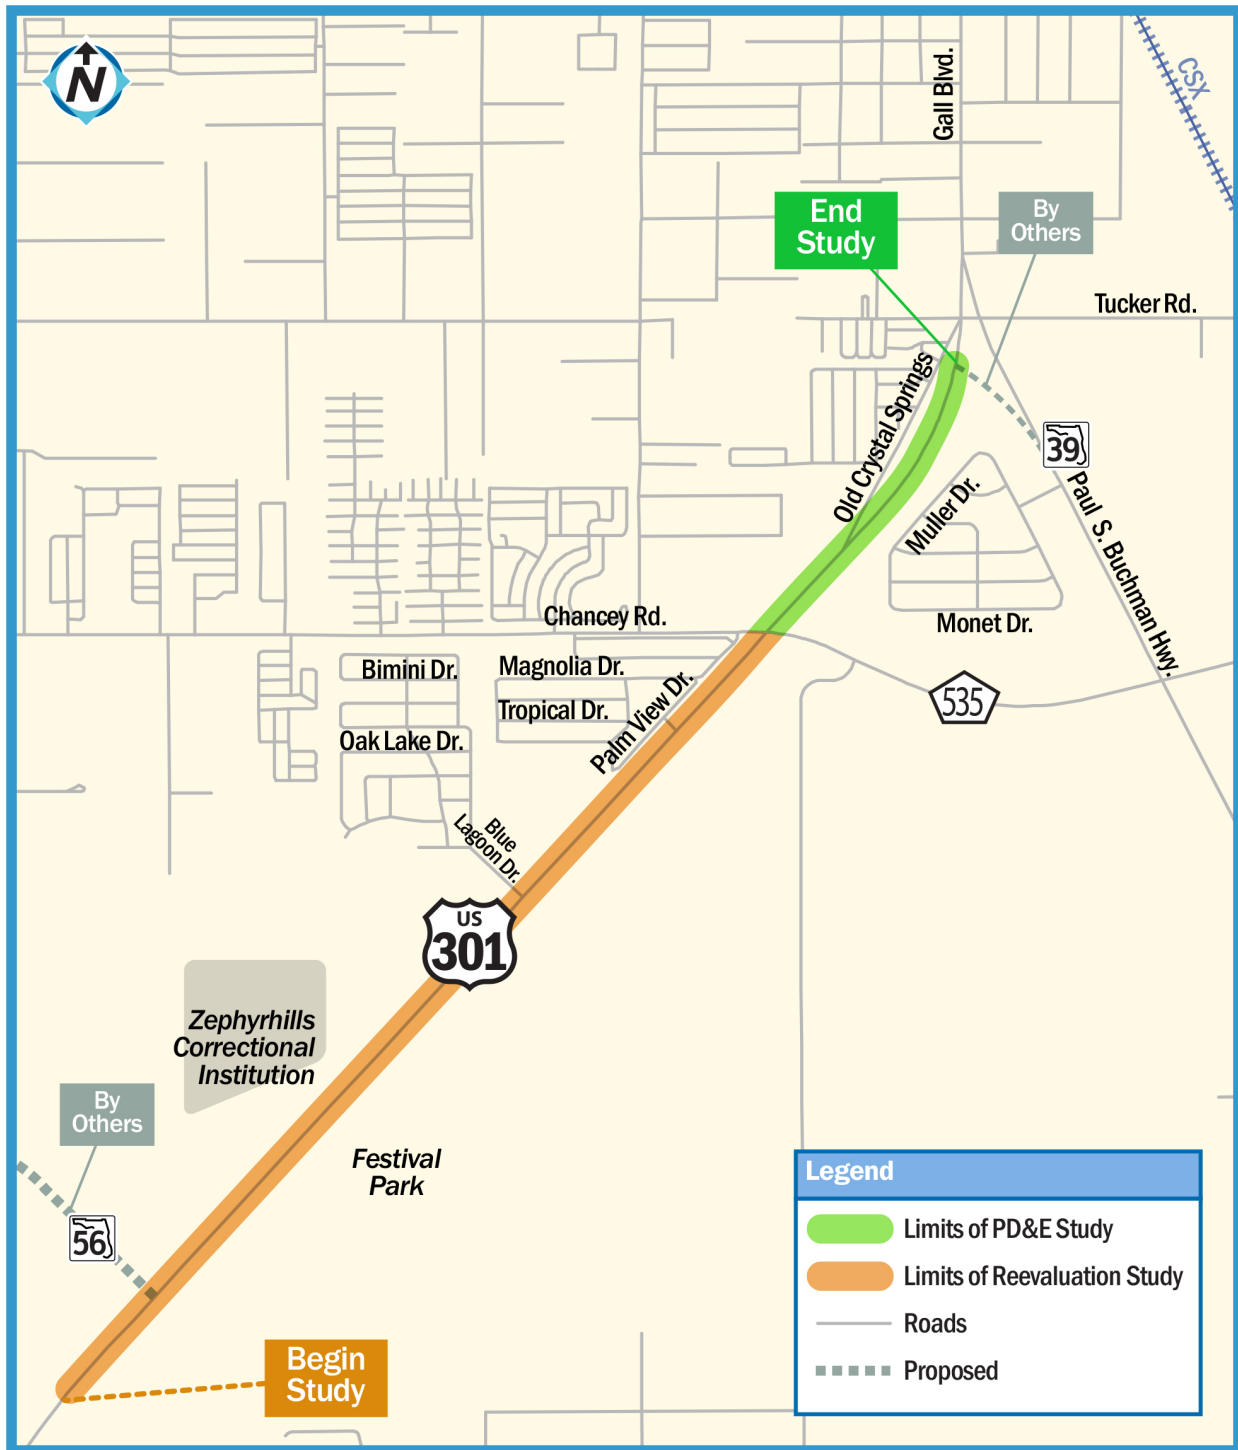 N
CSX
Gall Blvd.
End
Study
By
Others
Tucker Rd.
Old Crystal Springs
39
Muller Dr.
Paul S. Buchman Hwy.
Chancey Rd.
Monet Dr.
Bimini Dr.
Magnolia Dr.
535
Tropical Dr.
Palm View Dr.
Oak Lake Dr.
Blue
Lagoon Dr.
US
301
Zephyrhills
Correctional
Institution
By
Others
Festival
Park
56
Begin
Study
Legend
Limits of PD&E Study
Limits of Reevaluation Study
Roads
Proposed